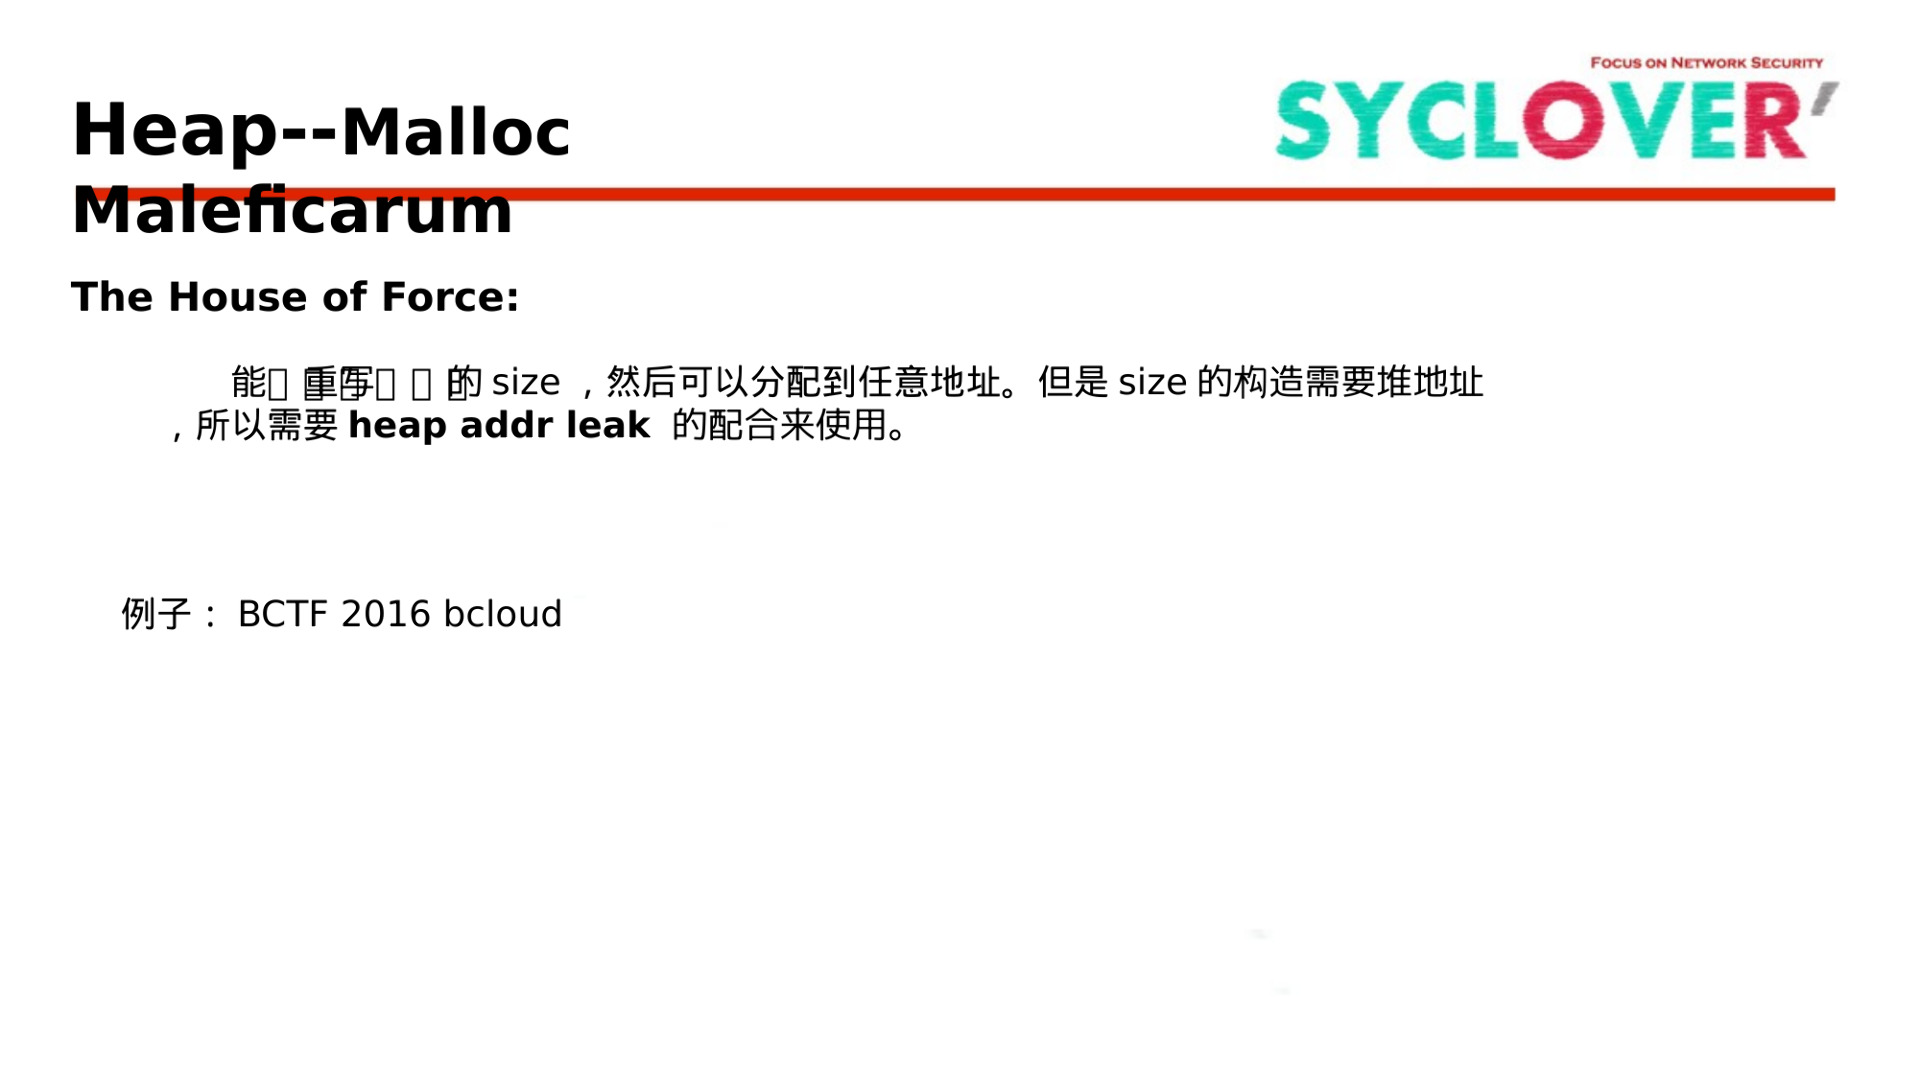 FOCUS ON NETWORK SECURITY
SYCLOVER'
Heap--Malloc
Maleficarum
The House of Force:
能 重写 的 size ，然后可以分配到任意地址。但是 size 的构造需要堆地址
，所以需要 heap addr leak 的配合来使用。
例子： BCTF 2016 bcloud